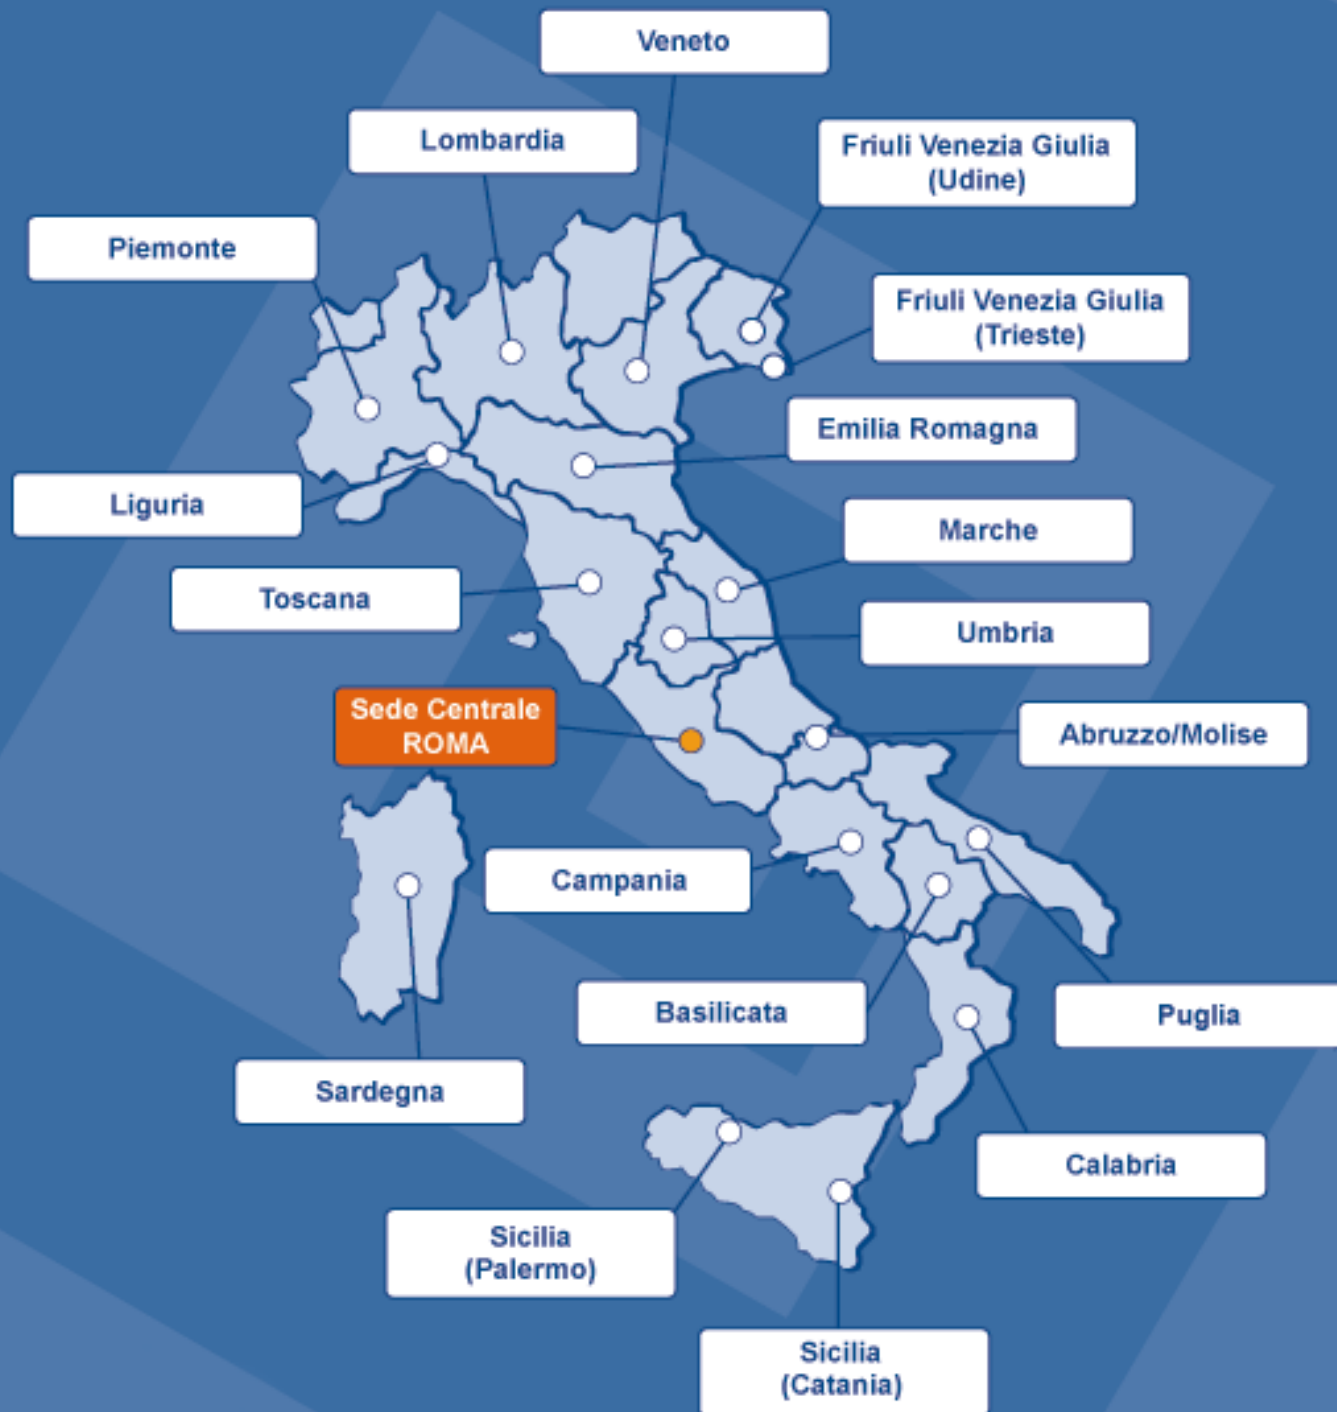 Veneto
Lombardia
Friuli Venezia Giulia
(Udine)
Piemonte
Friuli Venezia Giulia
(Trieste)
Emilia Romagna
Liguria
Marche
Toscana
Umbria
Sede Centrale
ROMA
Abruzzo/Molise
Campania
Basilicata
Puglia
Sardegna
Calabria
Sicilia
(Palermo)
Sicilia
(Catania)